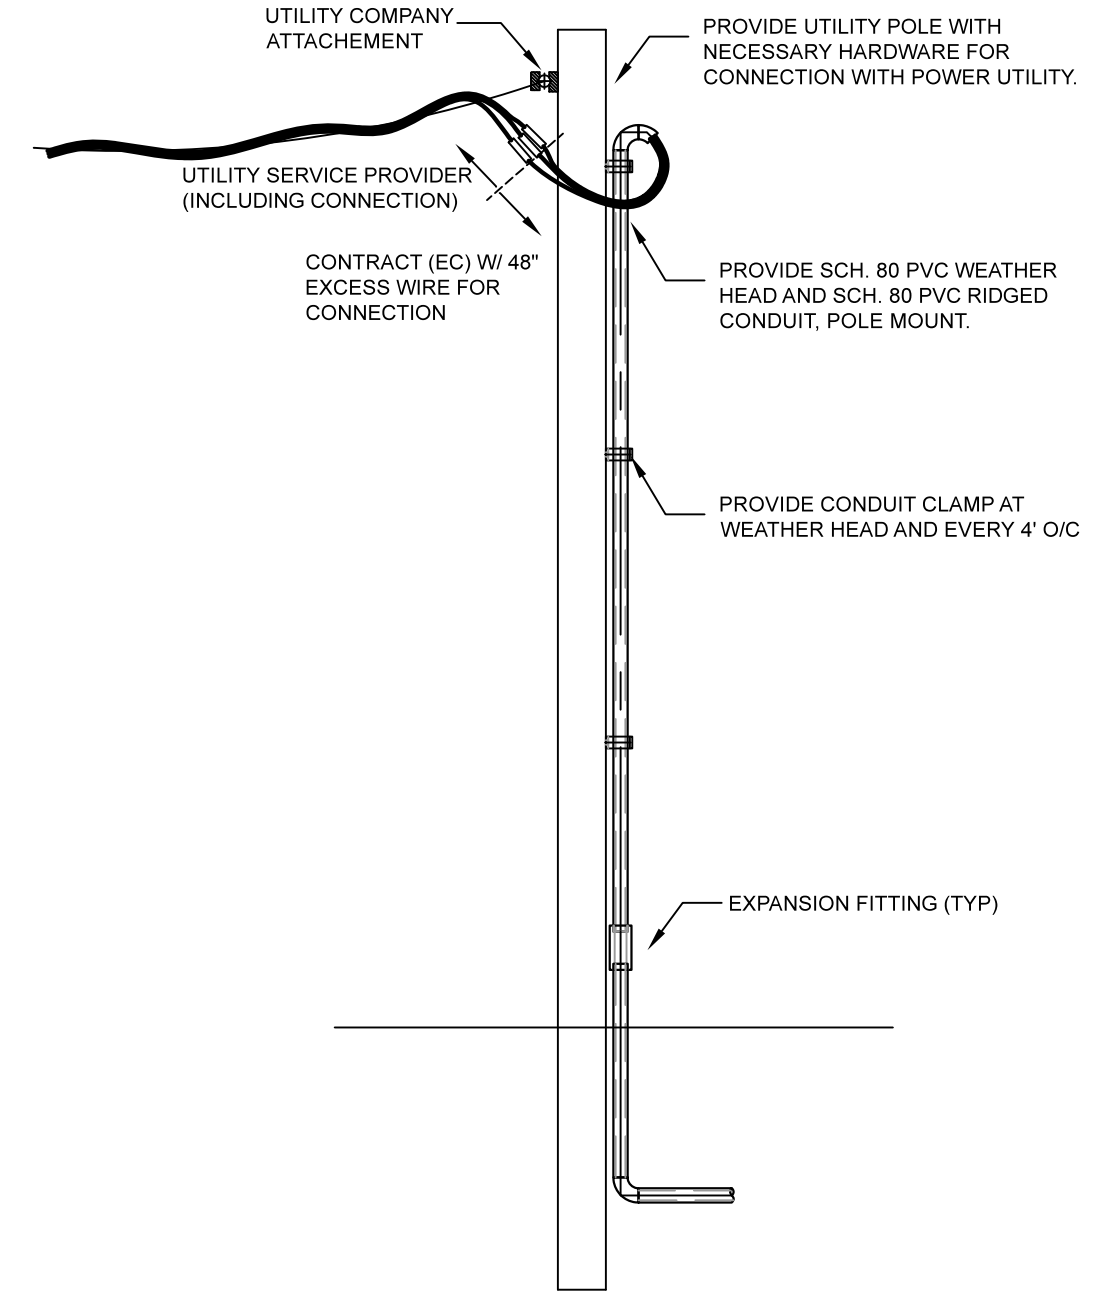 UTILITY COMPANY
ATTACHEMENT
PROVIDE UTILITY POLE WITH
NECESSARY HARDWARE FOR
CONNECTION WITH POWER UTILITY.
UTILITY SERVICE PROVIDER
(INCLUDING CONNECTION)
CONTRACT (EC) W/ 48"
EXCESS WIRE FOR
CONNECTION
PROVIDE SCH. 80 PVC WEATHER
HEAD AND SCH. 80 PVC RIDGED
CONDUIT, POLE MOUNT.
PROVIDE CONDUIT CLAMP AT
WEATHER HEAD AND EVERY 4' O/C
EXPANSION FITTING (TYP)